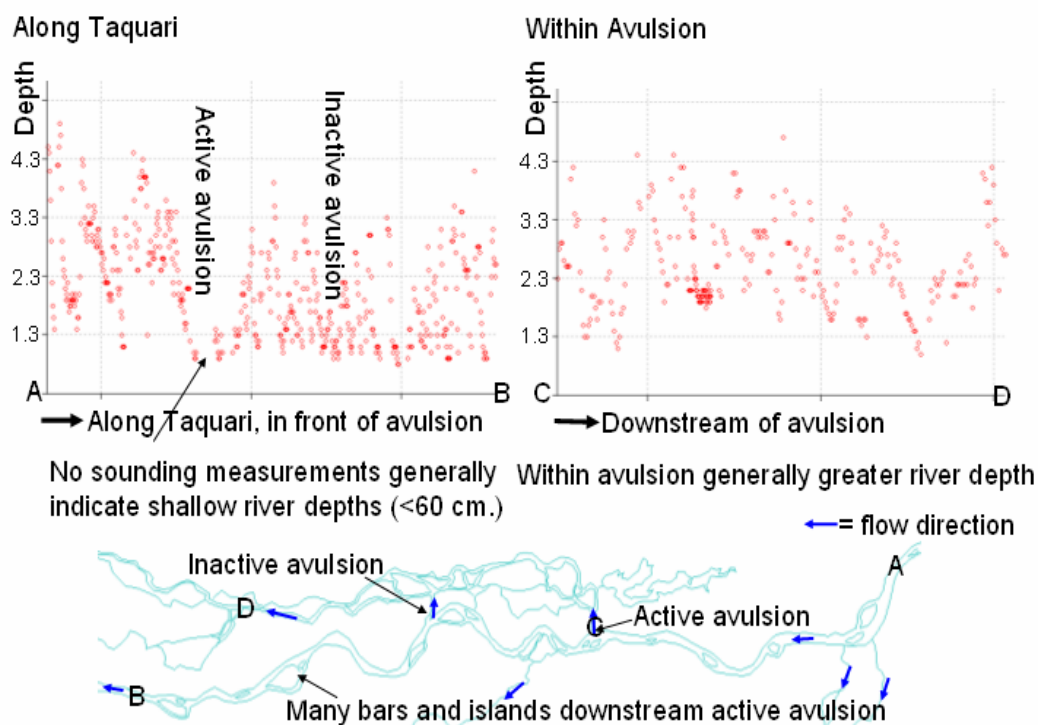 Along Taquari
Within Avulsion
Depth
4.3
3.3
2.3
1.3
Active avulsion
Inactive avulsion
A
B
Along Taquari, in front of avulsion
No sounding measurements generally
indicate shallow river depths (<60 cm.)
Depth
4.3
3.3
2.3
1.3
C
D
Downstream of avulsion
Within avulsion generally greater river depth
= flow direction
Inactive avulsion
A
D
C
Active avulsion
B
Many bars and islands downstream active avulsion